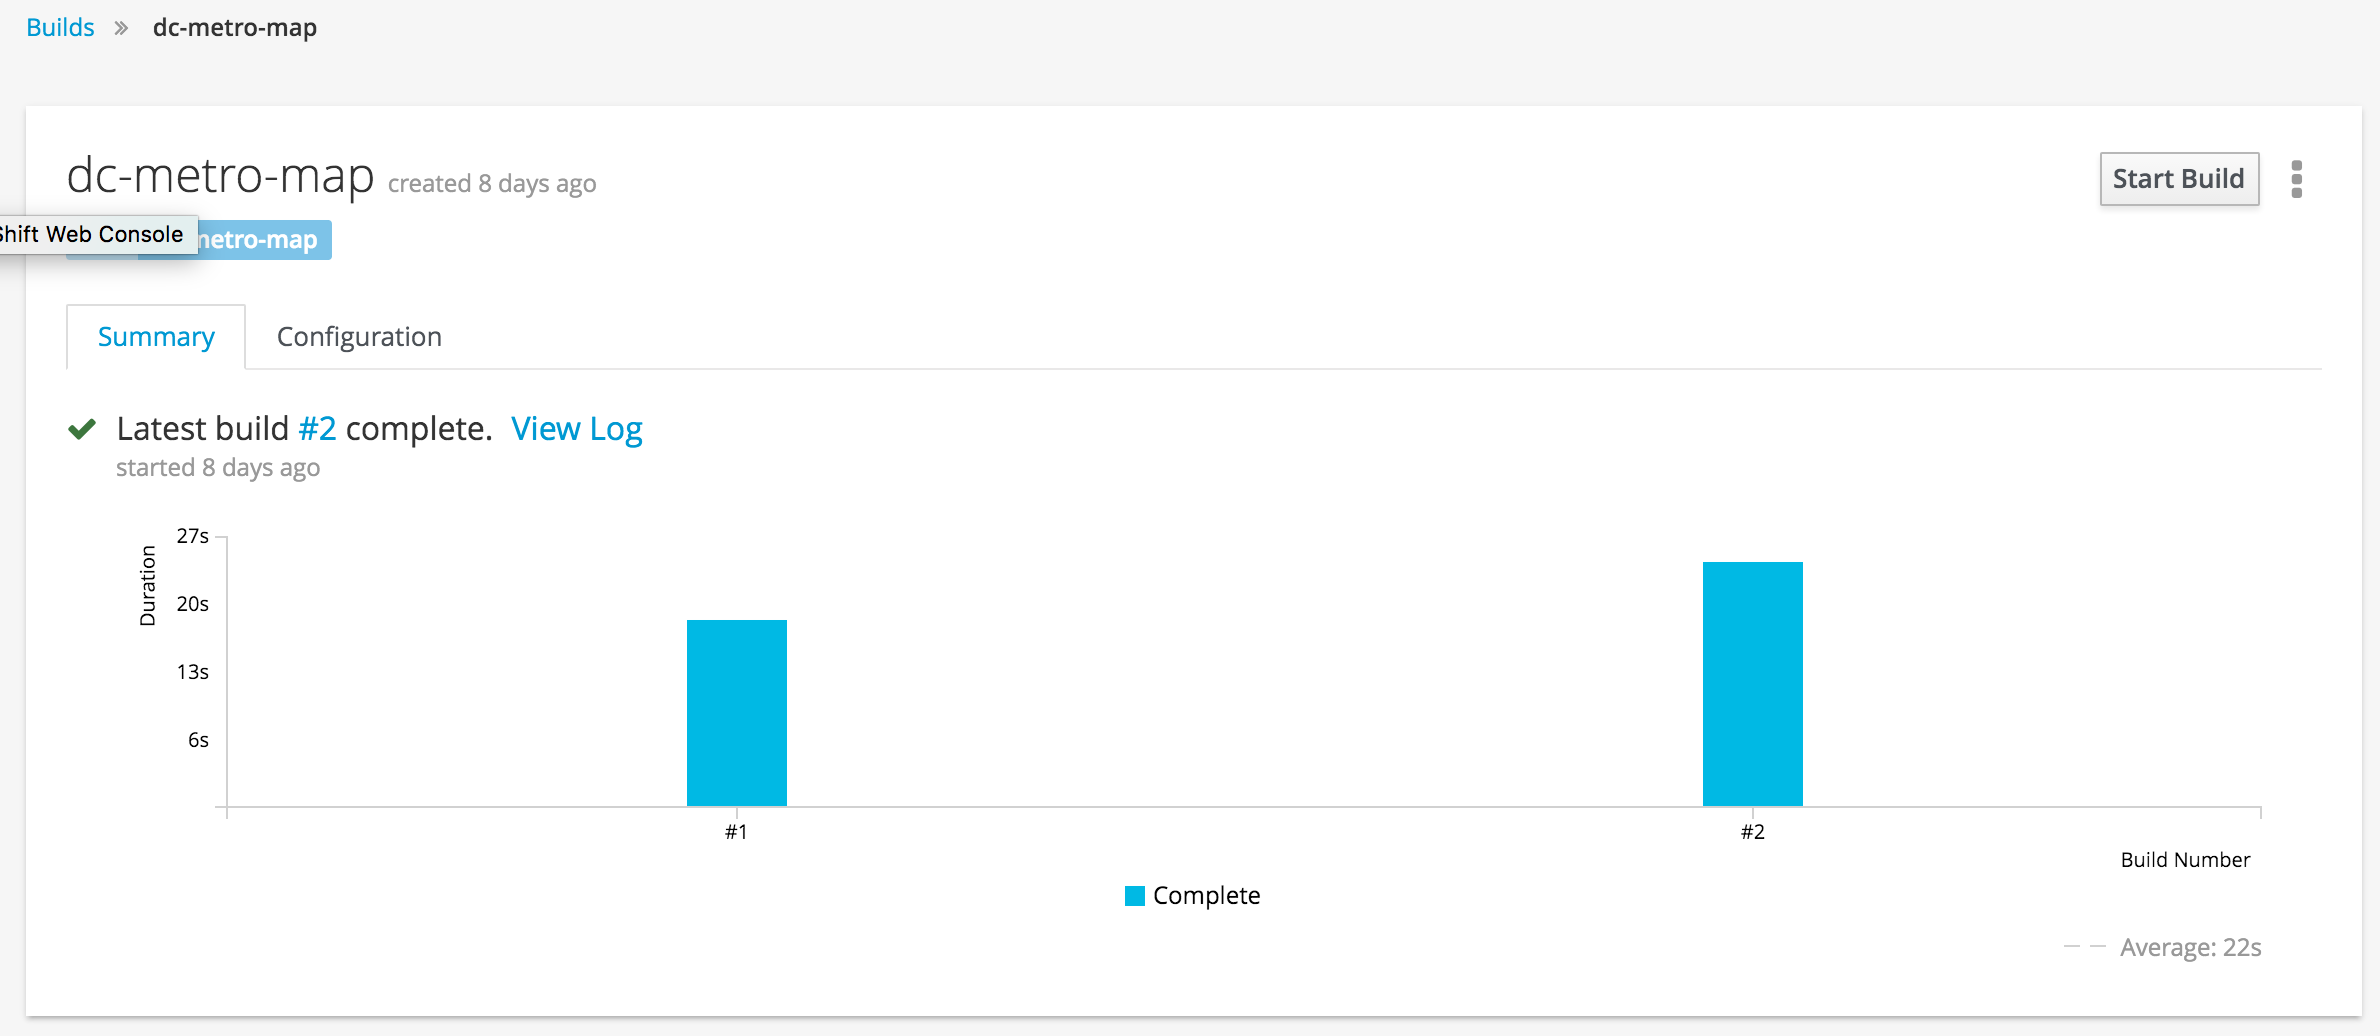 Builds » dc-metro-map
dc-metro-map created 8 days ago
Start Build
Shift Web Console
metro-map
Summary
Configuration
Latest build #2 complete. View Log
started 8 days ago
Duration
27s
20s
13s
6s
#1
#2
Build Number
Complete
Average: 22s